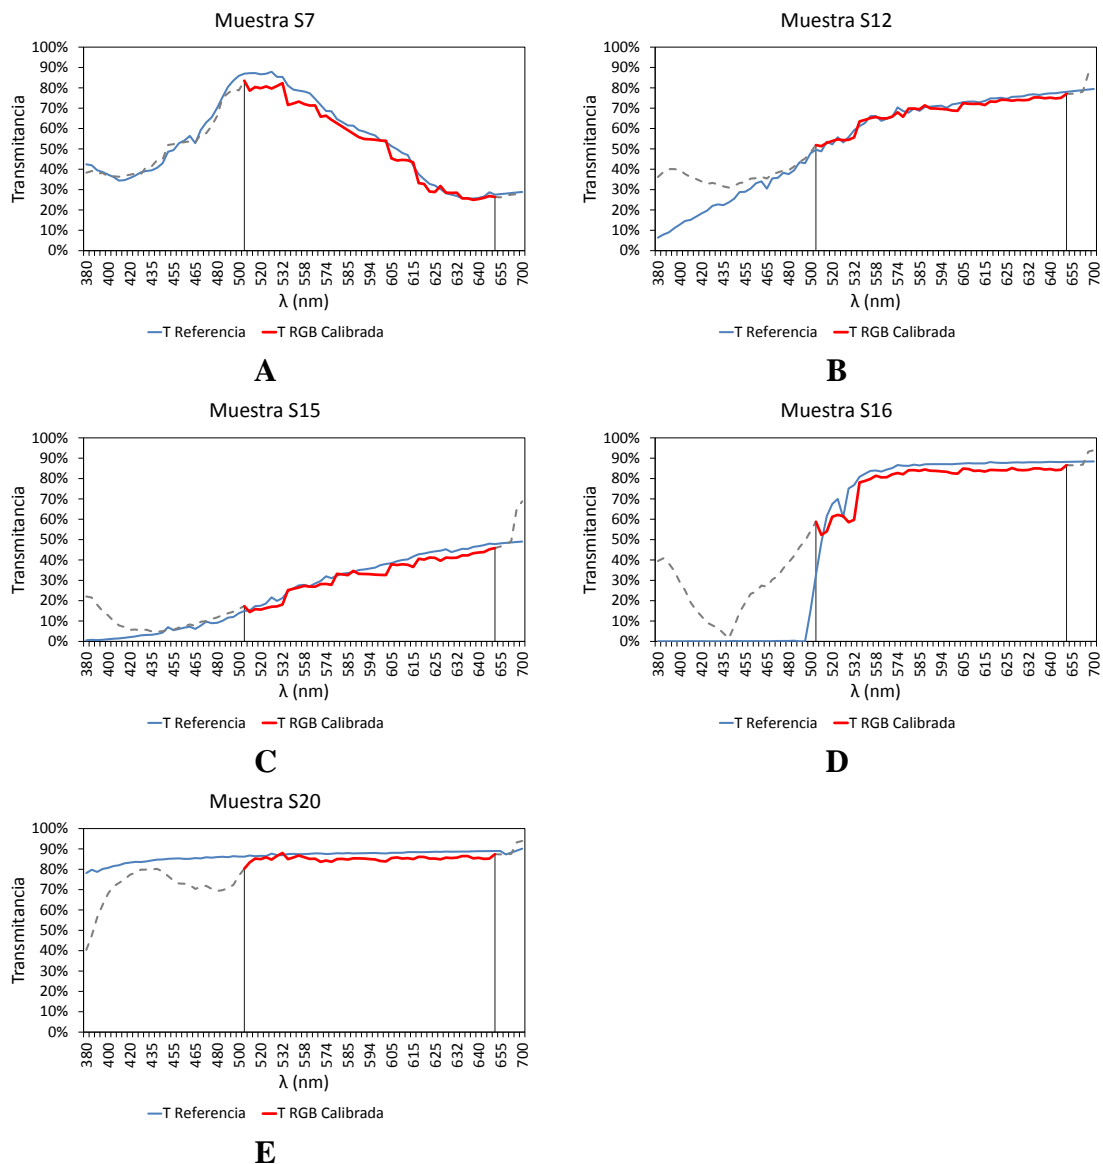 Muestra S7
100%
90%
80%
70%
60%
50%
40%
30%
20%
10%
0%
Transmitancia
380 400 420 435 455 465 500 520 532 558 574 585 594 605 615 632 640 655 700
λ (nm)
T Referencia T RGB Calibrada
A
Muestra S12
100%
90%
80%
70%
60%
50%
40%
30%
20%
10%
0%
Transmitancia
380 400 420 435 455 465 480 500 520 532 558 574 585 594 605 615 632 640 655 700
λ (nm)
T Referencia T RGB Calibrada
B
Muestra S15
100%
90%
80%
70%
60%
50%
40%
30%
20%
10%
0%
Transmitancia
380 400 420 435 455 465 480 500 520 532 558 574 585 594 605 615 632 640 655 700
λ (nm)
T Referencia T RGB Calibrada
C
Muestra S16
100%
90%
80%
70%
60%
50%
40%
30%
20%
10%
0%
Transmitancia
380 400 420 435 455 465 480 500 520 532 558 574 585 594 605 615 632 640 655 700
λ (nm)
T Referencia T RGB Calibrada
D
Muestra S20
100%
90%
80%
70%
60%
50%
40%
30%
20%
10%
0%
Transmitancia
380 400 420 435 455 465 480 500 520 532 558 574 585 594 605 615 632 640 655 700
λ (nm)
T Referencia T RGB Calibrada
E